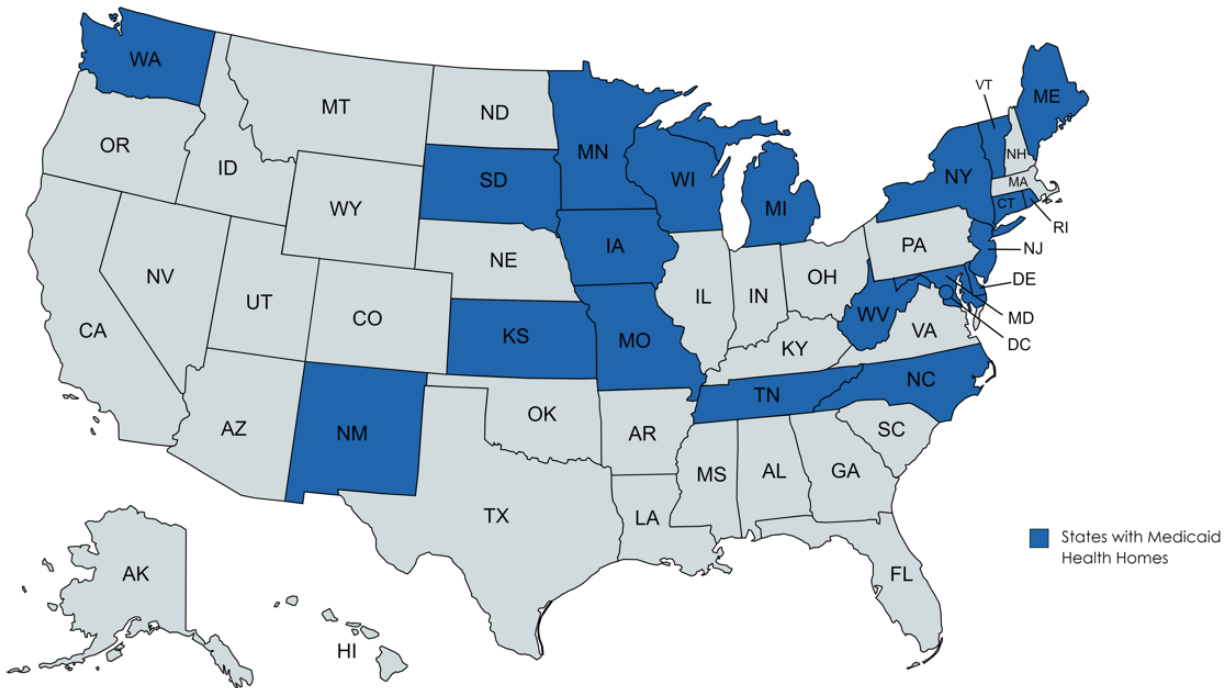 WA
MT
ND
MN
VT
ME
OR
ID
SD
WI
NH
NY
MA
WY
MI
CT
RI
IA
PA
NJ
NE
NV
OH
DE
UT
IL
IN
CO
WV
MD
CA
KS
MO
VA
DC
KY
NC
TN
AZ
NM
OK
AR
SC
MS
AL
GA
TX
LA
States with Medicaid
Health Homes
AK
FL
HI